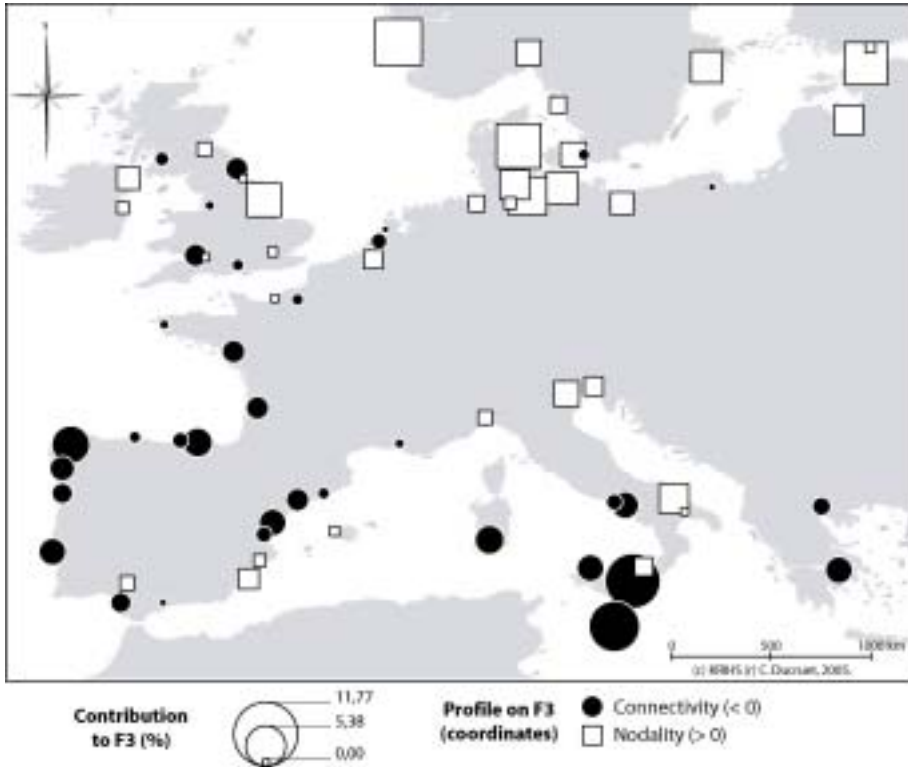 0 500 1000 km
C. Ducruet, 2005.
Contribution
to F3 (%)
11,77
5,38
0,00
Profile on F3
(coordinates)
Connectivity (< 0)
Nodality (> 0)